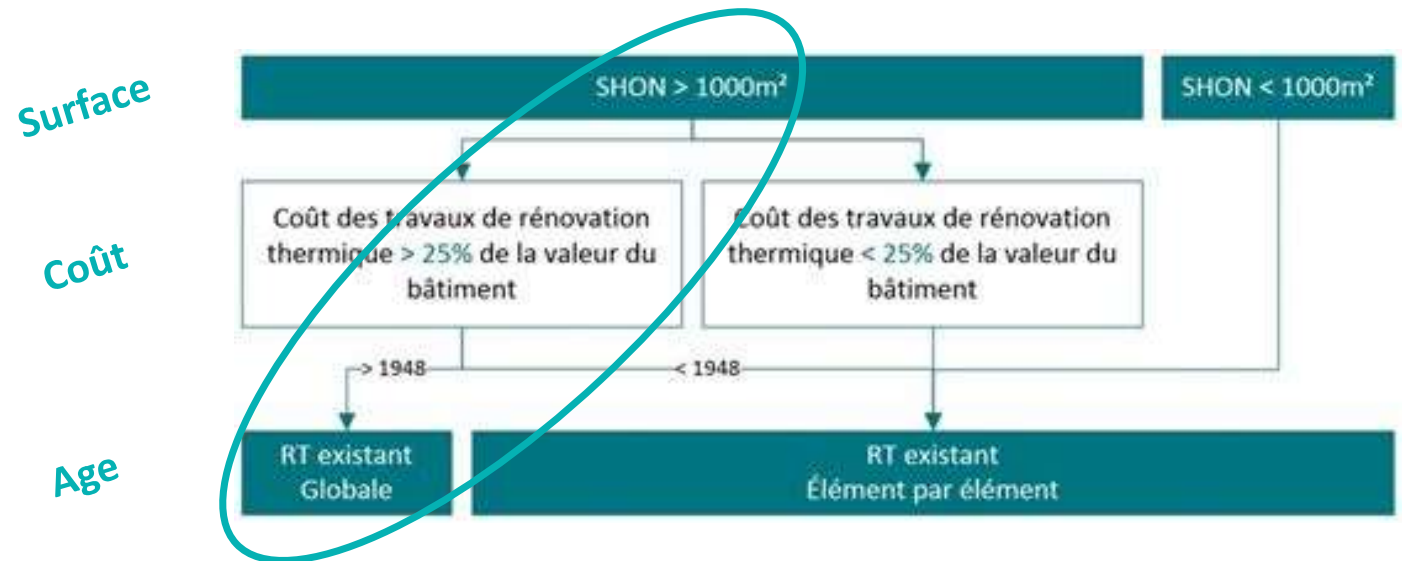 Surface
SHON > 1000m²
SHON < 1000m²
Coût
Coût des travaux de rénovation
thermique > 25% de la valeur du
bâtiment
Coût des travaux de rénovation
thermique < 25% de la valeur du
bâtiment
> 1948
< 1948
Age
RT existant
Globale
RT existant
Élément par élément